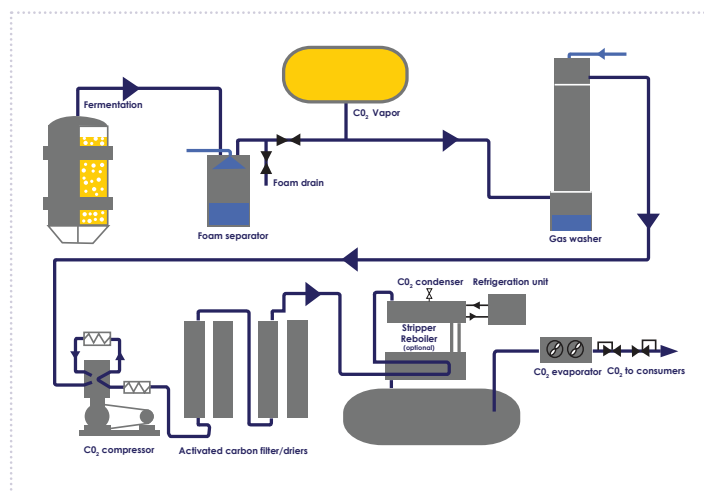 Fermentation
C0₂ Vapor
Foam drain
Foam separator
Gas washer
C0₂ condenser
Refrigeration unit
Stripper
Reboiler
(optional)
C0₂ evaporator
C0₂ to consumers
C0₂ compressor
Activated carbon filter/driers